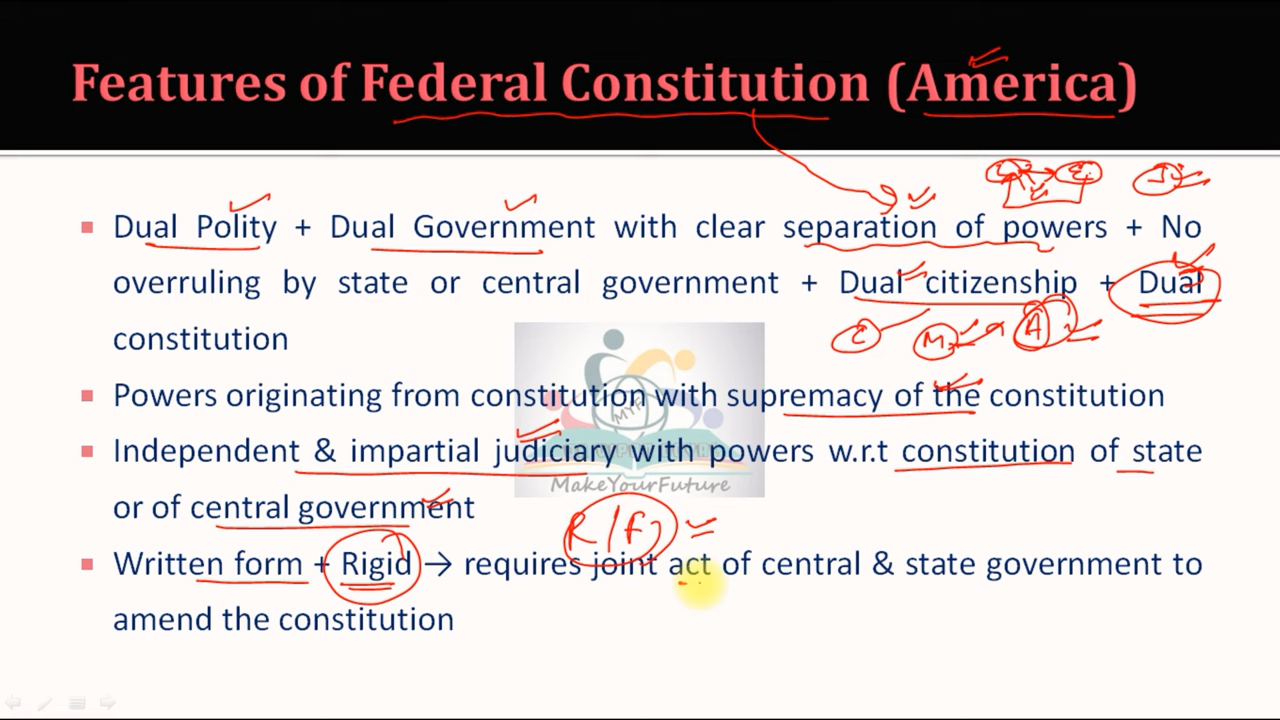 Features of Federal Constitution (America)
L E J
Dual Polity + Dual Government with clear separation of powers + No
overruling by state or central government + Dual citizenship + Dual
constitution
C M A
MYF
Powers originating from constitution with supremacy of the constitution
Independent & impartial judiciary with powers w.r.t constitution of state
MakeYourFuture
or of central government
R/F
Written form + Rigid → requires joint act of central & state government to
amend the constitution